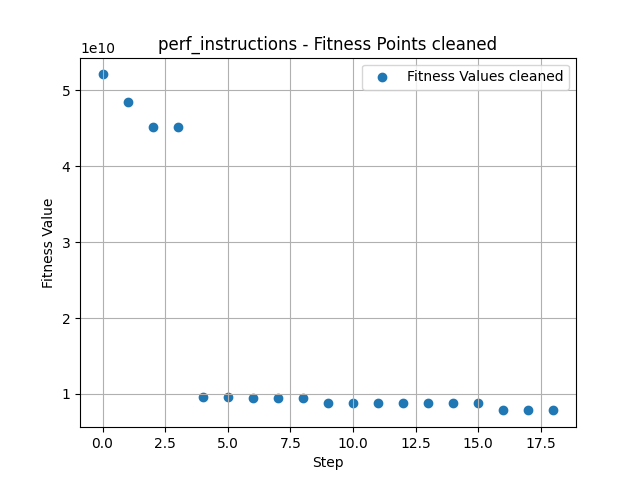 perf_instructions - Fitness Points cleaned
1e10
Fitness Values cleaned
5
4
3
2
1
Fitness Value
0.0 2.5 5.0 7.5 10.0 12.5 15.0 17.5
Step